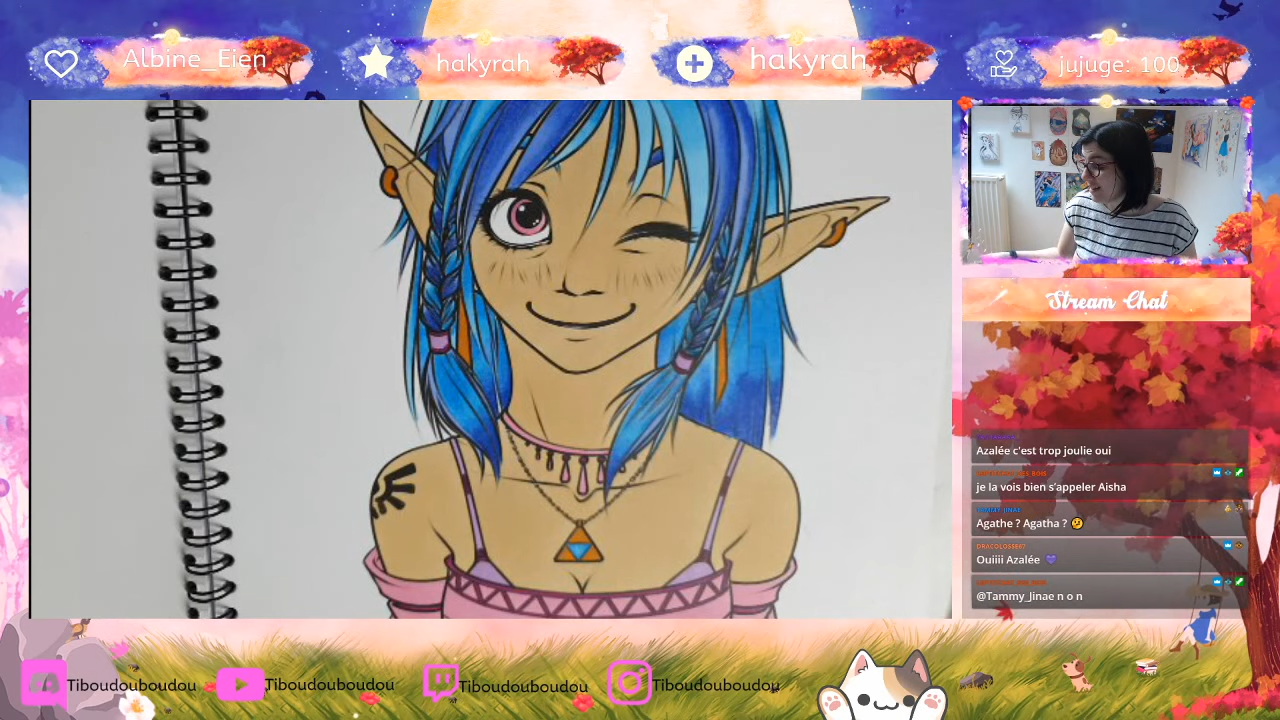 Albine_Eien
hakyrah
hakyrah
jujuge: 100
Stream Chat
Azalée c'est trop joulie oui
je la vois bien s'appeler Aisha
Agathe ? Agatha ?
DRACOLOSSE67
Ouiiii Azalée
@Tammy_Jinae n o n
Tiboudouboudou
Tiboudouboudou
Tiboudouboudou
Tiboudouboudou